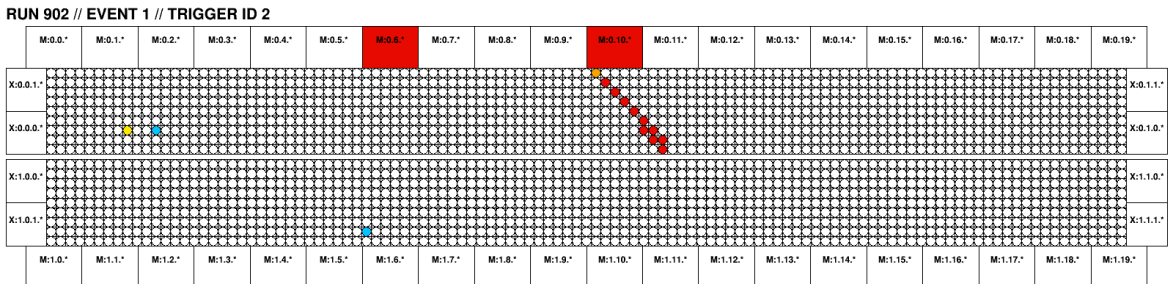 RUN 902 // EVENT 1 // TRIGGER ID 2
M:0.0.* M:0.1.* M:0.2.* M:0.3.* M:0.4.* M:0.5.* M:0.6.* M:0.7.* M:0.8.* M:0.9.* M:0.10.* M:0.11.* M:0.12.* M:0.13.* M:0.14.* M:0.15.* M:0.16.* M:0.17.* M:0.18.* M:0.19.*
X:0.0.1.* X:0.1.1.*
X:0.0.0.* X:0.1.0.*
X:1.0.0.* X:1.1.0.*
X:1.0.1.* X:1.1.1.*
M:1.0.* M:1.1.* M:1.2.* M:1.3.* M:1.4.* M:1.5.* M:1.6.* M:1.7.* M:1.8.* M:1.9.* M:1.10.* M:1.11.* M:1.12.* M:1.13.* M:1.14.* M:1.15.* M:1.16.* M:1.17.* M:1.18.* M:1.19.*